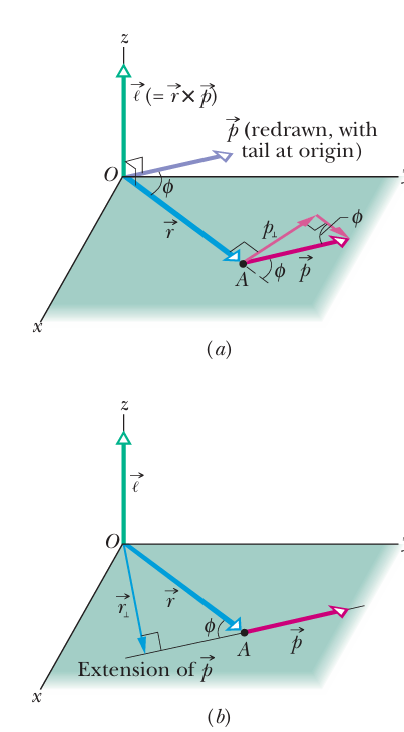 z
ℓ⃗ (= r⃗ × p⃗)
p⃗ (redrawn, with
tail at origin)
O
ϕ
r⃗
p⊥
ϕ
A
ϕ
p⃗
x
(a)
z
ℓ⃗
O
r⃗⊥
r⃗
ϕ
A
p⃗
Extension of p⃗
x
(b)